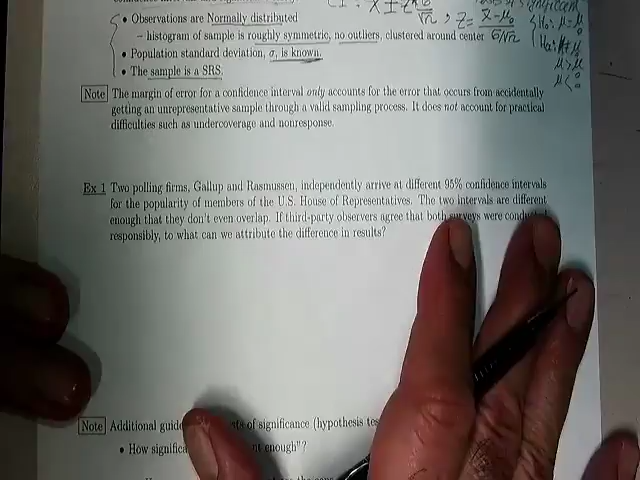 • Observations are Normally distributed
– histogram of sample is roughly symmetric, no outliers, clustered around center
• Population standard deviation, σ, is known.
• The sample is a SRS.
Note The margin of error for a confidence interval only accounts for the error that occurs from accidentally
getting an unrepresentative sample through a valid sampling process. It does not account for practical
difficulties such as undercoverage and nonresponse.
Ex 1 Two polling firms, Gallup and Rasmussen, independently arrive at different 95% confidence intervals
for the popularity of members of the U.S. House of Representatives. The two intervals are different
enough that they don't even overlap. If third-party observers agree that both surveys were
responsibly, to what can we attribute the difference in results?
Note Additional of significance (hypothesis
• How enough"?